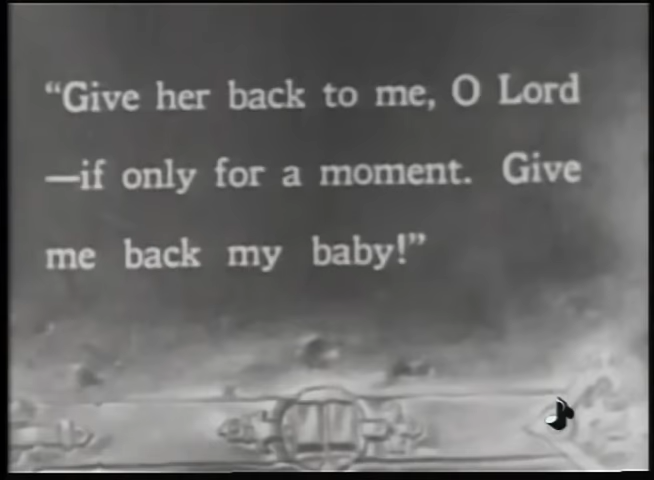 “Give her back to me, O Lord
—if only for a moment. Give
me back my baby!”